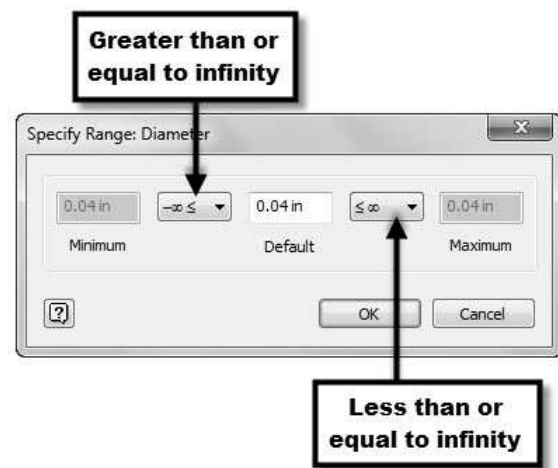 Greater than or
equal to infinity
Specify Range: Diameter
0.04 in -∞ ≤ 0.04 in ≤ ∞ 0.04 in
Minimum Default Maximum
OK Cancel
Less than or
equal to infinity